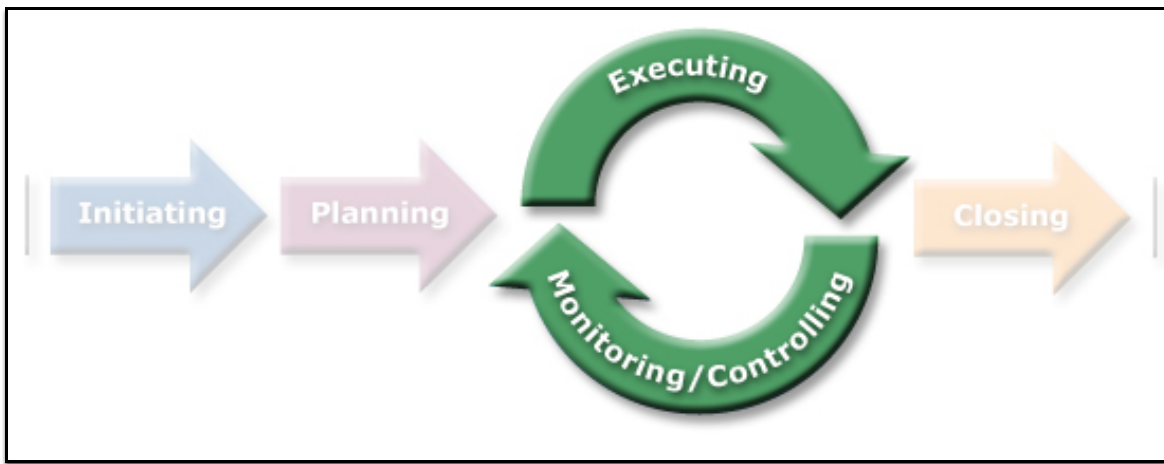 Initiating
Planning
Executing
Monitoring/Controlling
Closing